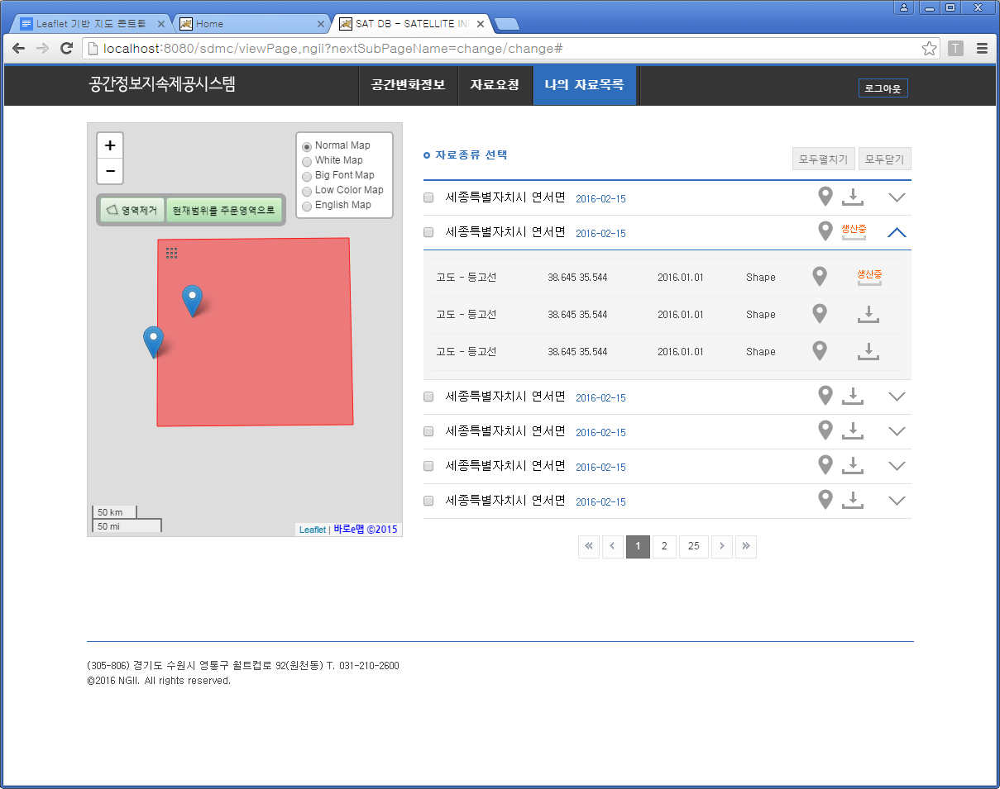 Leaflet 기반 지도 콘트롤
Home
SAT DB - SATELLITE IN
localhost:8080/sdmc/viewPage.ngii?nextSubPageName=change/change#
T
공간정보지속제공시스템
공간변화정보
자료요청
나의 자료목록
로그아웃
+
−
Normal Map
White Map
Big Font Map
Low Color Map
English Map
영역제거
현재범위를 주문영역으로
50 km
50 mi
Leaflet | 바로e맵 ©2015
자료종류 선택
모두펼치기
모두닫기
세종특별자치시 연서면 2016-02-15
세종특별자치시 연서면 2016-02-15 생산중
고도 - 등고선 38.645 35.544 2016.01.01 Shape 생산중
고도 - 등고선 38.645 35.544 2016.01.01 Shape
고도 - 등고선 38.645 35.544 2016.01.01 Shape
세종특별자치시 연서면 2016-02-15
세종특별자치시 연서면 2016-02-15
세종특별자치시 연서면 2016-02-15
세종특별자치시 연서면 2016-02-15
« ‹ 1 2 25 › »
(305-806) 경기도 수원시 영통구 월드컵로 92(원천동) T. 031-210-2600
©2016 NGII. All rights reserved.